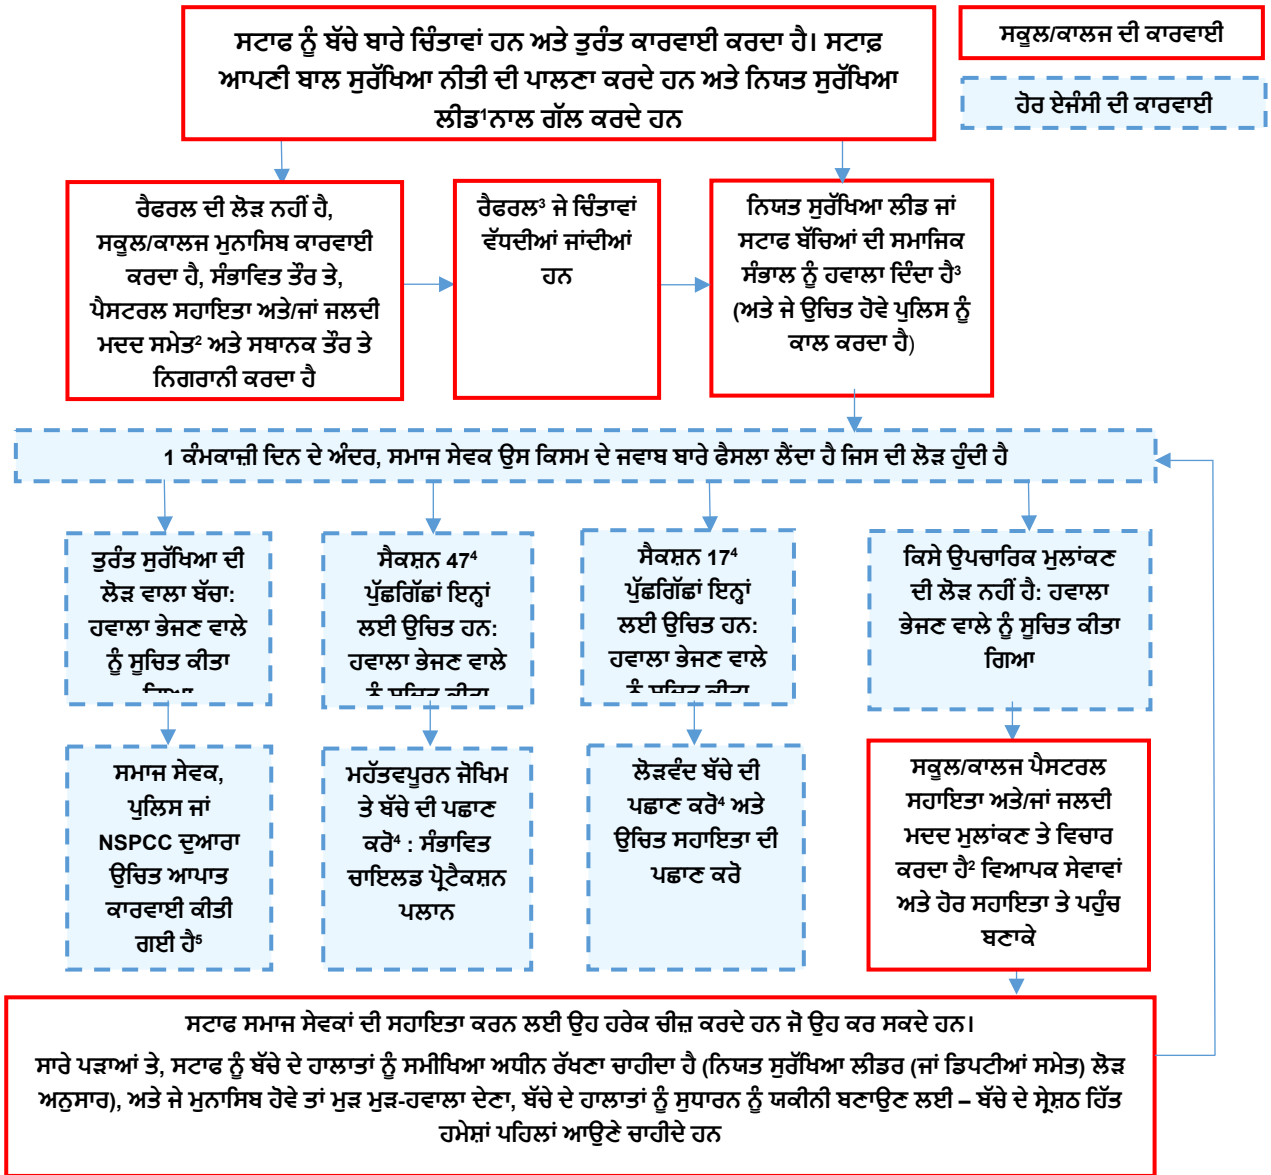 ਸਟਾਫ ਨੂੰ ਬੱਚੇ ਬਾਰੇ ਚਿੰਤਾਵਾਂ ਹਨ ਅਤੇ ਤੁਰੰਤ ਕਾਰਵਾਈ ਕਰਦਾ ਹੈ। ਸਟਾਫ਼
ਆਪਣੀ ਬਾਲ ਸੁਰੱਖਿਆ ਨੀਤੀ ਦੀ ਪਾਲਣਾ ਕਰਦੇ ਹਨ ਅਤੇ ਨਿਯਤ ਸੁਰੱਖਿਆ
ਲੀਡ¹ਨਾਲ ਗੱਲ ਕਰਦੇ ਹਨ
ਸਕੂਲ/ਕਾਲਜ ਦੀ ਕਾਰਵਾਈ
ਹੋਰ ਏਜੰਸੀ ਦੀ ਕਾਰਵਾਈ
ਰੈਫਰਲ ਦੀ ਲੋੜ ਨਹੀਂ ਹੈ,
ਸਕੂਲ/ਕਾਲਜ ਮੁਨਾਸਿਬ ਕਾਰਵਾਈ
ਕਰਦਾ ਹੈ, ਸੰਭਾਵਿਤ ਤੌਰ ਤੇ,
ਪੈਸਟਰਲ ਸਹਾਇਤਾ ਅਤੇ/ਜਾਂ ਜਲਦੀ
ਮਦਦ ਸਮੇਤ² ਅਤੇ ਸਥਾਨਕ ਤੌਰ ਤੇ
ਨਿਗਰਾਨੀ ਕਰਦਾ ਹੈ
ਰੈਫਰਲ³ ਜੇ ਚਿੰਤਾਵਾਂ
ਵੱਧਦੀਆਂ ਜਾਂਦੀਆਂ
ਹਨ
ਨਿਯਤ ਸੁਰੱਖਿਆ ਲੀਡ ਜਾਂ
ਸਟਾਫ ਬੱਚਿਆਂ ਦੀ ਸਮਾਜਿਕ
ਸੰਭਾਲ ਨੂੰ ਹਵਾਲਾ ਦਿੰਦਾ ਹੈ³
(ਅਤੇ ਜੇ ਉਚਿਤ ਹੋਵੇ ਪੁਲਿਸ ਨੂੰ
ਕਾਲ ਕਰਦਾ ਹੈ)
1 ਕੰਮਕਾਜ਼ੀ ਦਿਨ ਦੇ ਅੰਦਰ, ਸਮਾਜ ਸੇਵਕ ਉਸ ਕਿਸਮ ਦੇ ਜਵਾਬ ਬਾਰੇ ਫੈਸਲਾ ਲੈਂਦਾ ਹੈ ਜਿਸ ਦੀ ਲੋੜ ਹੁੰਦੀ ਹੈ
ਤੁਰੰਤ ਸੁਰੱਖਿਆ ਦੀ
ਲੋੜ ਵਾਲਾ ਬੱਚਾ:
ਹਵਾਲਾ ਭੇਜਣ ਵਾਲੇ
ਨੂੰ ਸੂਚਿਤ ਕੀਤਾ
ਸੈਕਸ਼ਨ 47⁴
ਪੁੱਛਗਿੱਛਾਂ ਇਨ੍ਹਾਂ
ਲਈ ਉਚਿਤ ਹਨ:
ਹਵਾਲਾ ਭੇਜਣ ਵਾਲੇ
ਨੂੰ ਸੂਚਿਤ ਕੀਤਾ
ਸੈਕਸ਼ਨ 17⁴
ਪੁੱਛਗਿੱਛਾਂ ਇਨ੍ਹਾਂ
ਲਈ ਉਚਿਤ ਹਨ:
ਹਵਾਲਾ ਭੇਜਣ ਵਾਲੇ
ਨੂੰ ਸੂਚਿਤ ਕੀਤਾ
ਕਿਸੇ ਉਪਚਾਰਿਕ ਮੁਲਾਂਕਣ
ਦੀ ਲੋੜ ਨਹੀਂ ਹੈ: ਹਵਾਲਾ
ਭੇਜਣ ਵਾਲੇ ਨੂੰ ਸੂਚਿਤ ਕੀਤਾ
ਗਿਆ
ਸਮਾਜ ਸੇਵਕ,
ਪੁਲਿਸ ਜਾਂ
NSPCC ਦੁਆਰਾ
ਉਚਿਤ ਆਪਾਤ
ਕਾਰਵਾਈ ਕੀਤੀ
ਗਈ ਹੈ⁵
ਮਹੱਤਵਪੂਰਨ ਜੋਖਿਮ
ਤੇ ਬੱਚੇ ਦੀ ਪਛਾਣ
ਕਰੋ⁴ : ਸੰਭਾਵਿਤ
ਚਾਇਲਡ ਪ੍ਰੋਟੈਕਸ਼ਨ
ਪਲਾਨ
ਲੋੜਵੰਦ ਬੱਚੇ ਦੀ
ਪਛਾਣ ਕਰੋ⁴ ਅਤੇ
ਉਚਿਤ ਸਹਾਇਤਾ ਦੀ
ਪਛਾਣ ਕਰੋ
ਸਕੂਲ/ਕਾਲਜ ਪੈਸਟਰਲ
ਸਹਾਇਤਾ ਅਤੇ/ਜਾਂ ਜਲਦੀ
ਮਦਦ ਮੁਲਾਂਕਣ ਤੇ ਵਿਚਾਰ
ਕਰਦਾ ਹੈ² ਵਿਆਪਕ ਸੇਵਾਵਾਂ
ਅਤੇ ਹੋਰ ਸਹਾਇਤਾ ਤੇ ਪਹੁੰਚ
ਬਣਾਕੇ
ਸਟਾਫ ਸਮਾਜ ਸੇਵਕਾਂ ਦੀ ਸਹਾਇਤਾ ਕਰਨ ਲਈ ਉਹ ਹਰੇਕ ਚੀਜ਼ ਕਰਦੇ ਹਨ ਜੋ ਉਹ ਕਰ ਸਕਦੇ ਹਨ।
ਸਾਰੇ ਪੜਾਆਂ ਤੇ, ਸਟਾਫ ਨੂੰ ਬੱਚੇ ਦੇ ਹਾਲਾਤਾਂ ਨੂੰ ਸਮੀਖਿਆ ਅਧੀਨ ਰੱਖਣਾ ਚਾਹੀਦਾ ਹੈ (ਨਿਯਤ ਸੁਰੱਖਿਆ ਲੀਡਰ (ਜਾਂ ਡਿਪਟੀਆਂ ਸਮੇਤ) ਲੋੜ
ਅਨੁਸਾਰ), ਅਤੇ ਜੇ ਮੁਨਾਸਿਬ ਹੋਵੇ ਤਾਂ ਮੁੜ ਮੁੜ-ਹਵਾਲਾ ਦੇਣਾ, ਬੱਚੇ ਦੇ ਹਾਲਾਤਾਂ ਨੂੰ ਸੁਧਾਰਨ ਨੂੰ ਯਕੀਨੀ ਬਣਾਉਣ ਲਈ – ਬੱਚੇ ਦੇ ਸ੍ਰੇਸ਼ਠ ਹਿੱਤ
ਹਮੇਸ਼ਾਂ ਪਹਿਲਾਂ ਆਉਣੇ ਚਾਹੀਦੇ ਹਨ